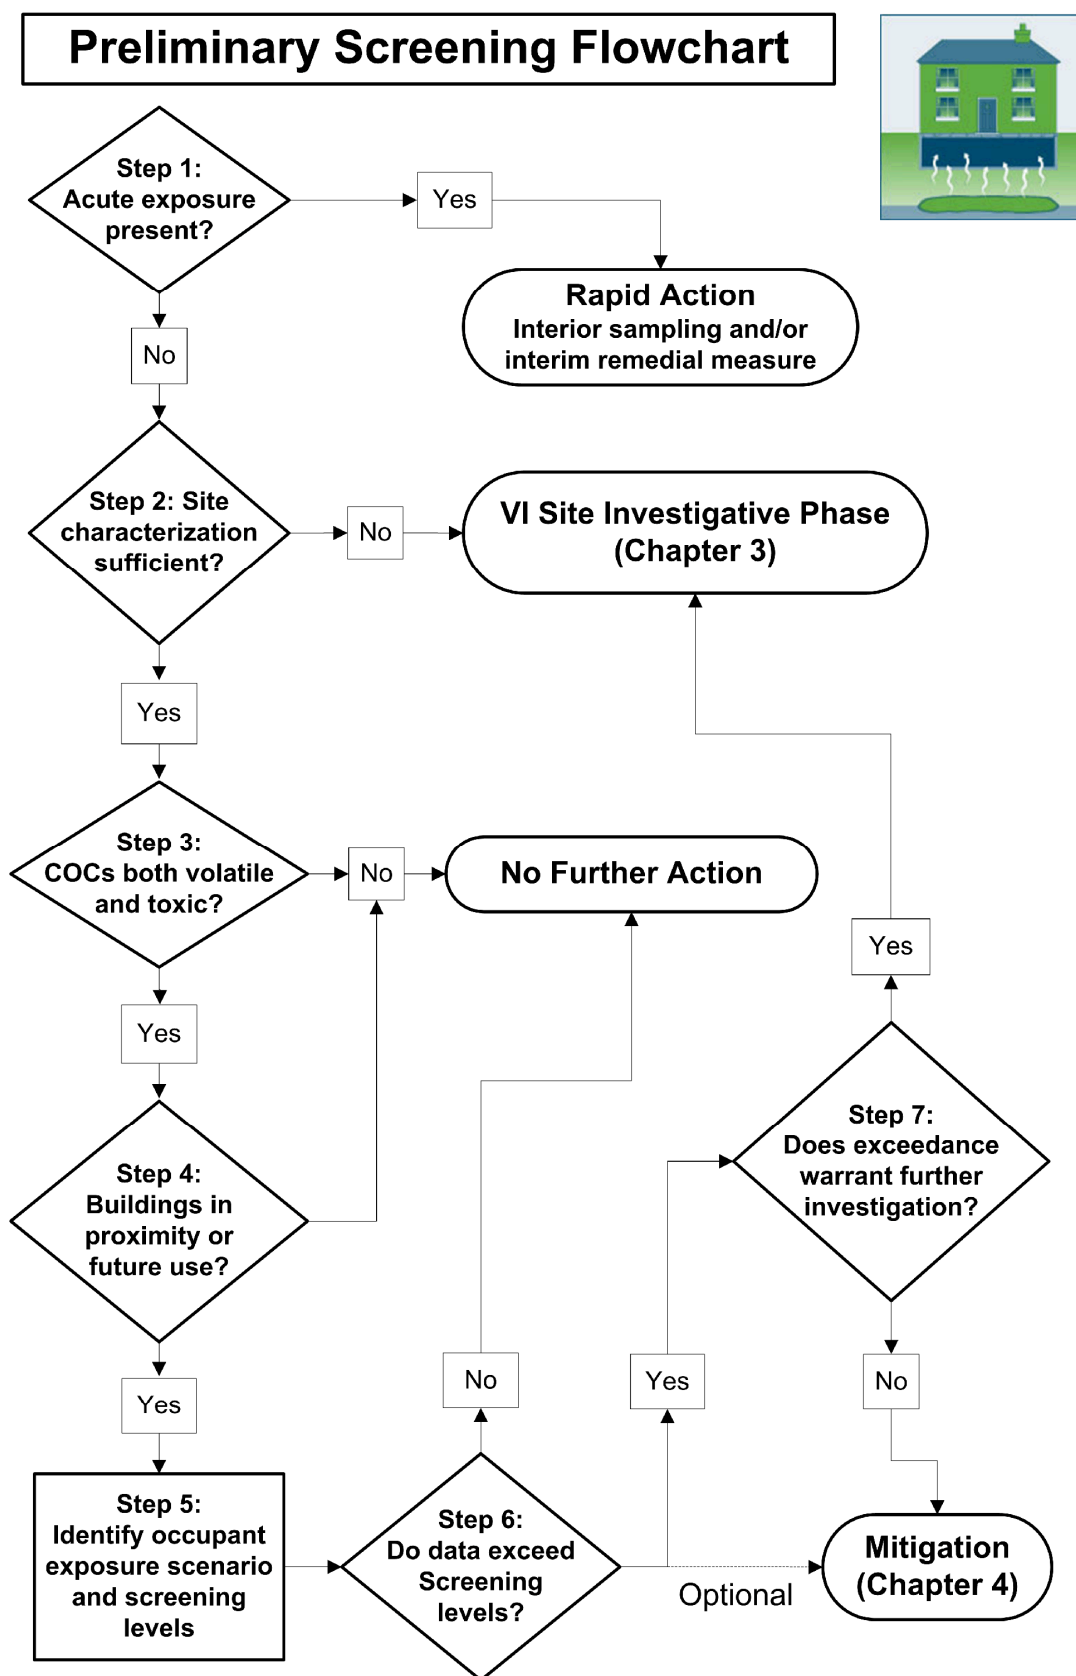 Preliminary Screening Flowchart
Step 1:
Acute exposure
present?
Yes
Rapid Action
Interior sampling and/or
interim remedial measure
No
Step 2: Site
characterization
sufficient?
No
VI Site Investigative Phase
(Chapter 3)
Yes
Step 3:
COCs both volatile
and toxic?
No
No Further Action
Yes
Yes
Step 4:
Buildings in
proximity or
future use?
Step 7:
Does exceedance
warrant further
investigation?
No
Yes
No
Yes
Step 5:
Identify occupant
exposure scenario
and screening
levels
Step 6:
Do data exceed
Screening
levels?
Optional
Mitigation
(Chapter 4)